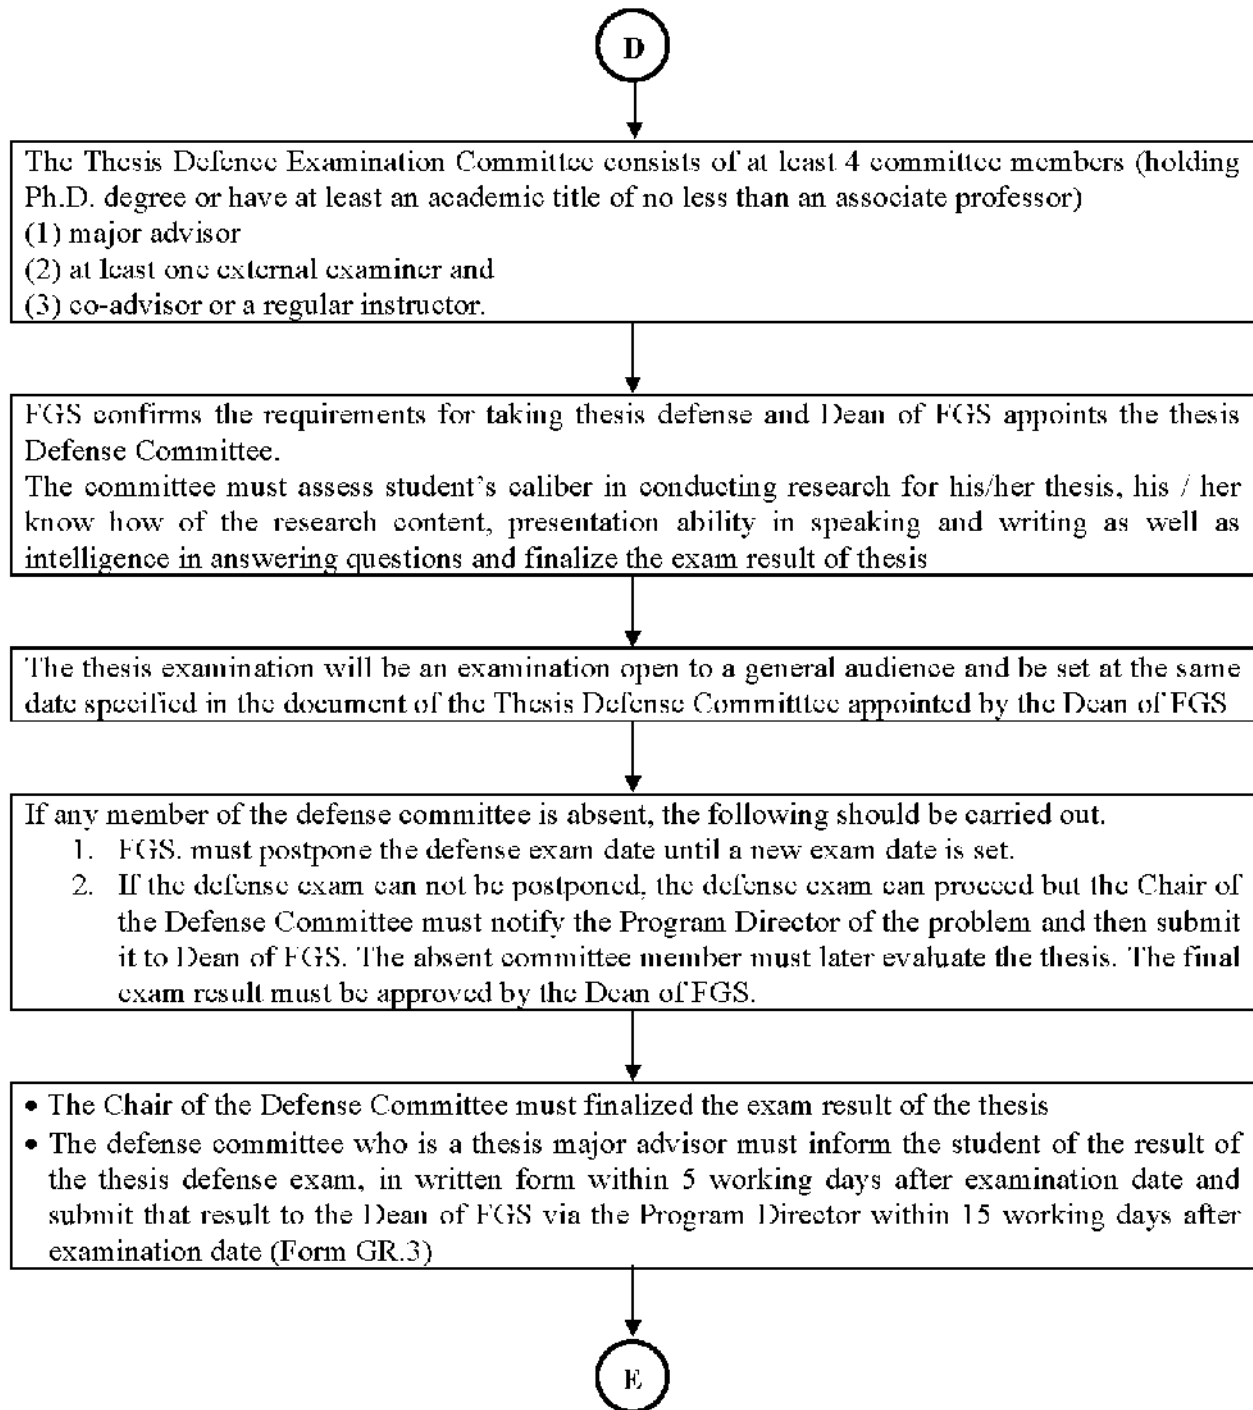 D
The Thesis Defence Examination Committee consists of at least 4 committee members (holding
Ph.D. degree or have at least an academic title of no less than an associate professor)
(1) major advisor
(2) at least one external examiner and
(3) co-advisor or a regular instructor.
FGS confirms the requirements for taking thesis defense and Dean of FGS appoints the thesis
Defense Committee.
The committee must assess student's caliber in conducting research for his/her thesis, his / her
know how of the research content, presentation ability in speaking and writing as well as
intelligence in answering questions and finalize the exam result of thesis
The thesis examination will be an examination open to a general audience and be set at the same
date specified in the document of the Thesis Defense Committtee appointed by the Dean of FGS
If any member of the defense committee is absent, the following should be carried out.
1. FGS. must postpone the defense exam date until a new exam date is set.
2. If the defense exam can not be postponed, the defense exam can proceed but the Chair of
the Defense Committee must notify the Program Director of the problem and then submit
it to Dean of FGS. The absent committee member must later evaluate the thesis. The final
exam result must be approved by the Dean of FGS.
• The Chair of the Defense Committee must finalized the exam result of the thesis
• The defense committee who is a thesis major advisor must inform the student of the result of
the thesis defense exam, in written form within 5 working days after examination date and
submit that result to the Dean of FGS via the Program Director within 15 working days after
examination date (Form GR.3)
E